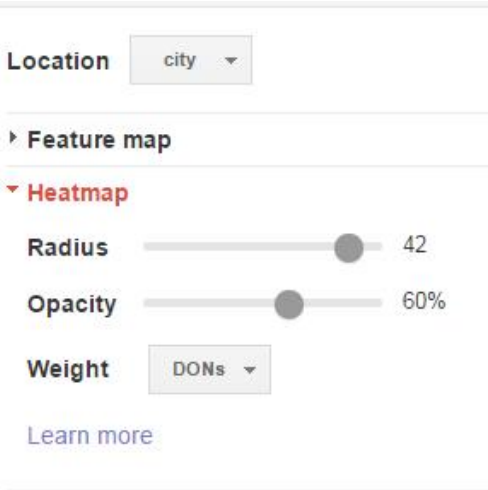 Location city
Feature map
Heatmap
Radius 42
Opacity 60%
Weight DONs
Learn more